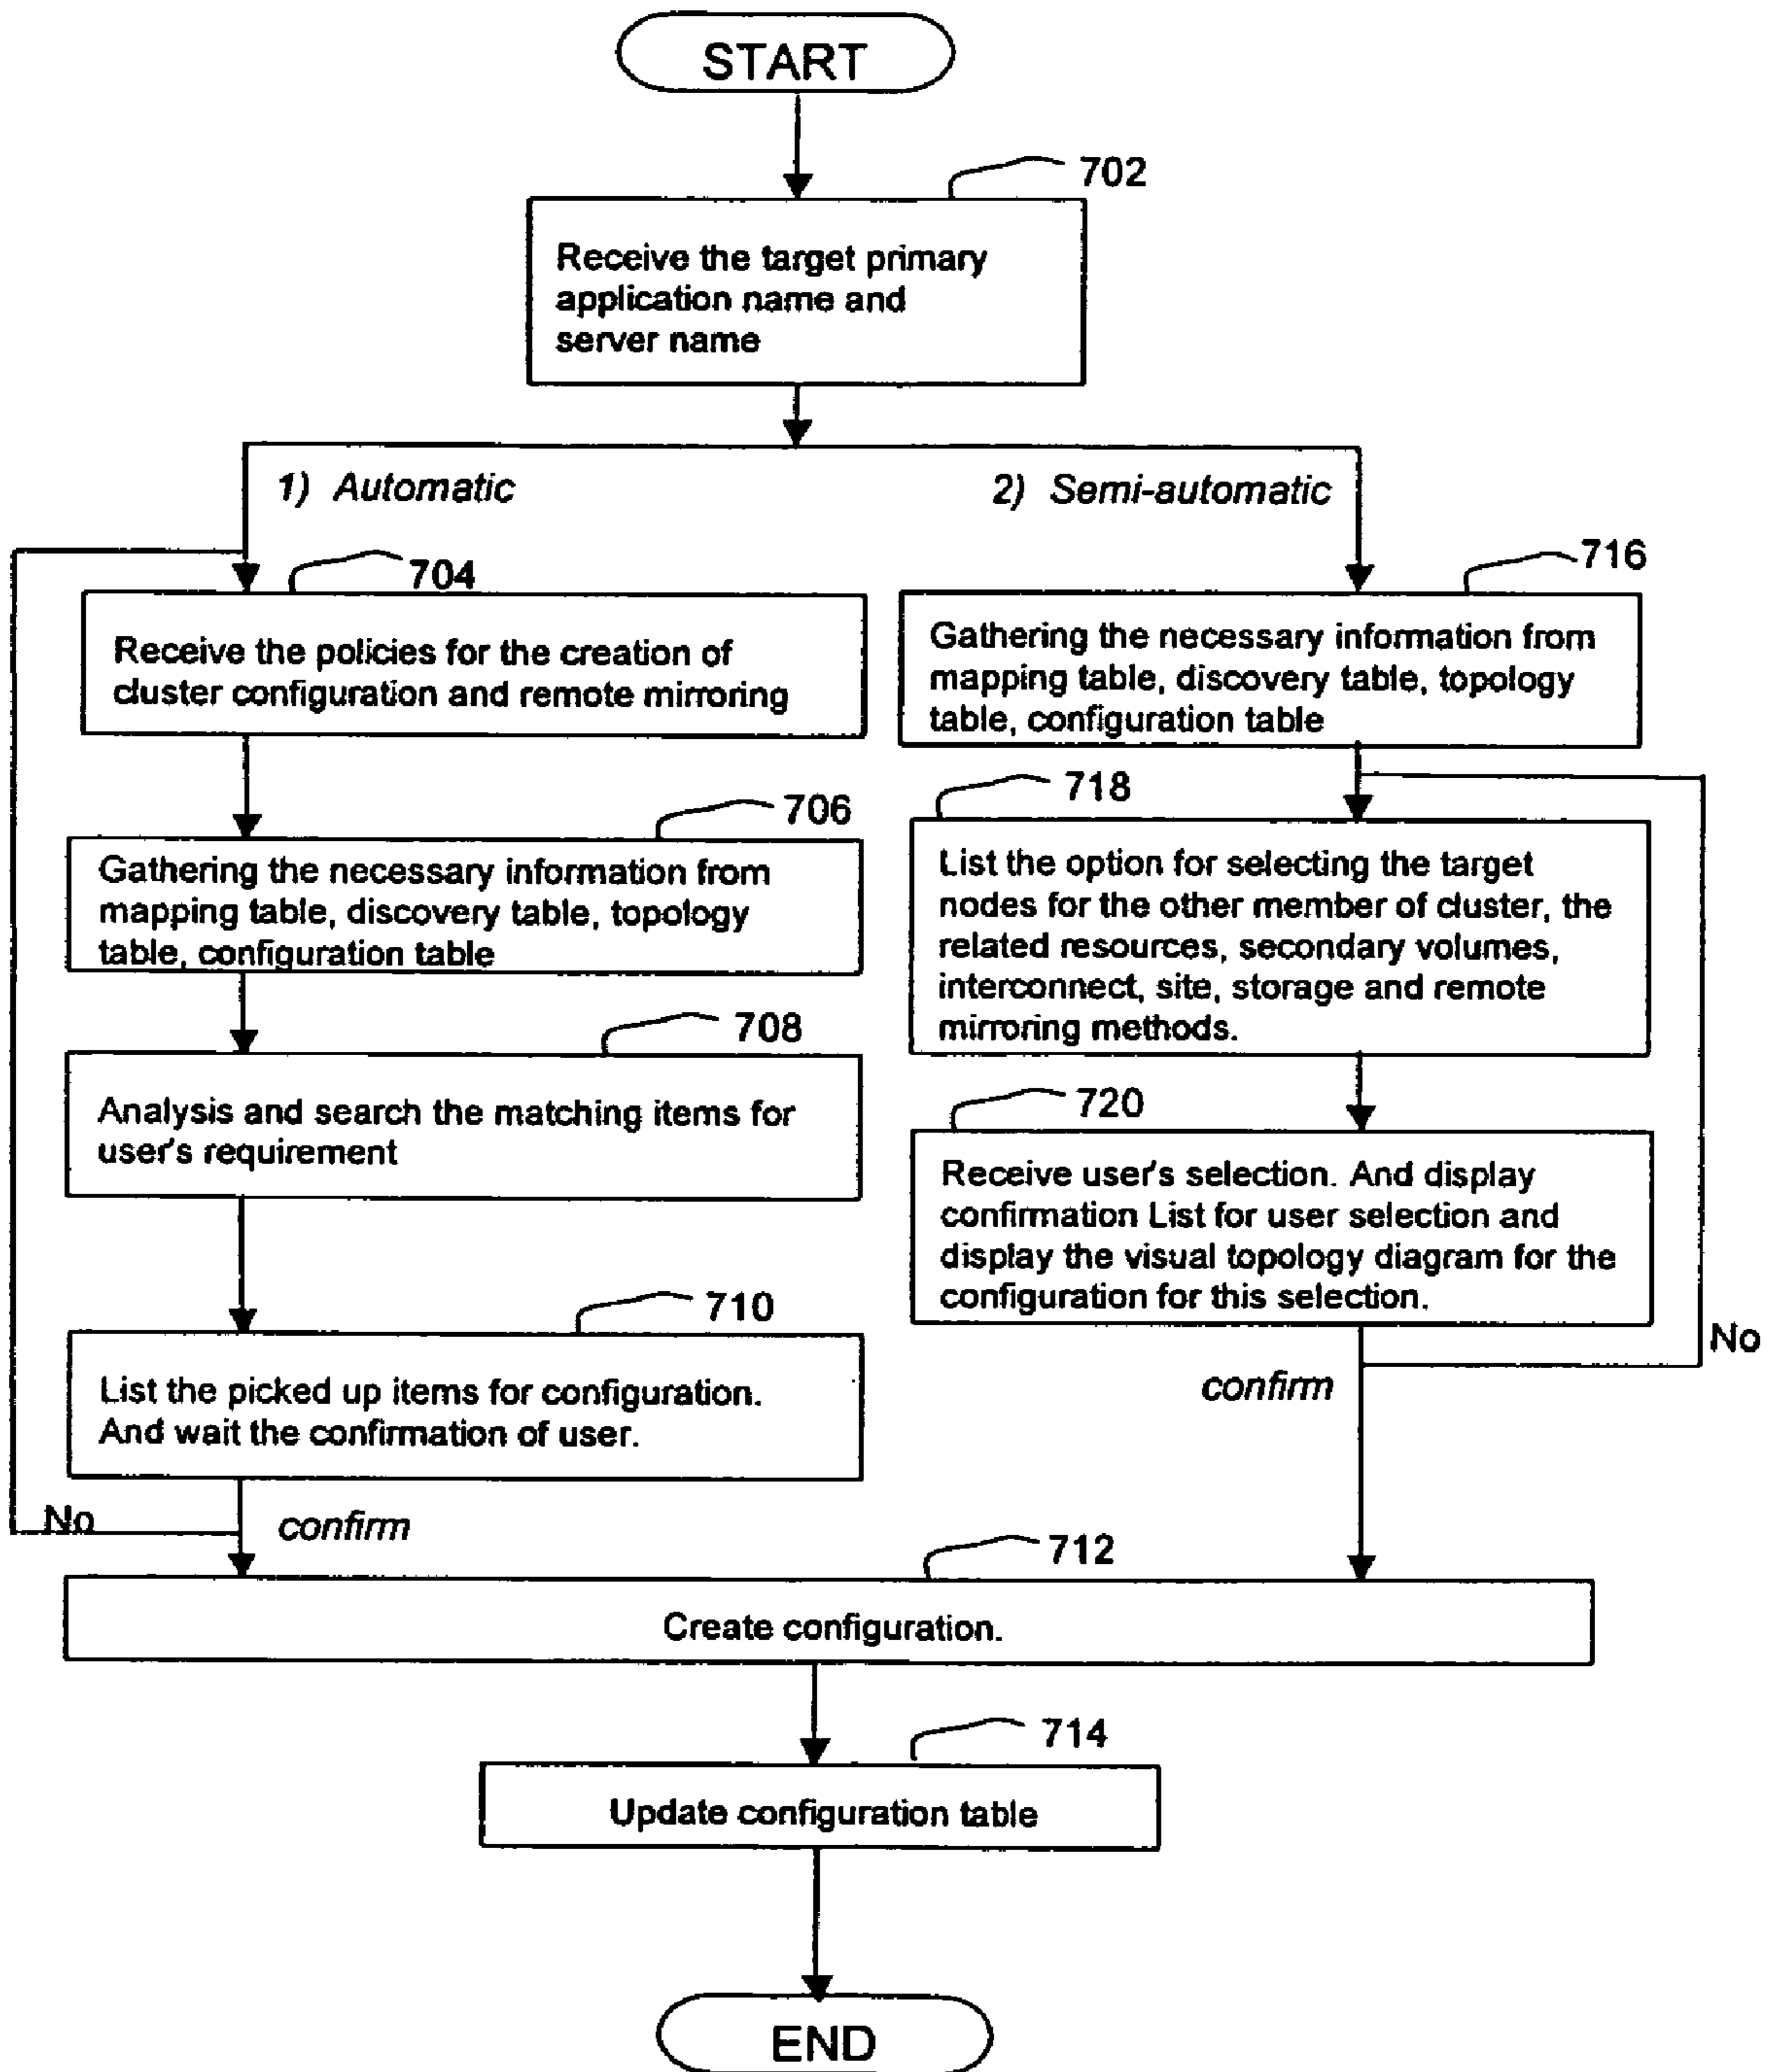 START
702
Receive the target primary
application name and
server name
1) Automatic
2) Semi-automatic
704
Receive the policies for the creation of
cluster configuration and remote mirroring
716
Gathering the necessary information from
mapping table, discovery table, topology
table, configuration table
706
Gathering the necessary information from
mapping table, discovery table, topology
table, configuration table
718
List the option for selecting the target
nodes for the other member of cluster, the
related resources, secondary volumes,
interconnect, site, storage and remote
mirroring methods.
708
Analysis and search the matching items for
user's requirement
720
Receive user's selection. And display
confirmation List for user selection and
display the visual topology diagram for the
configuration for this selection.
710
List the picked up items for configuration.
And wait the confirmation of user.
No
confirm
No
confirm
712
Create configuration.
714
Update configuration table
END